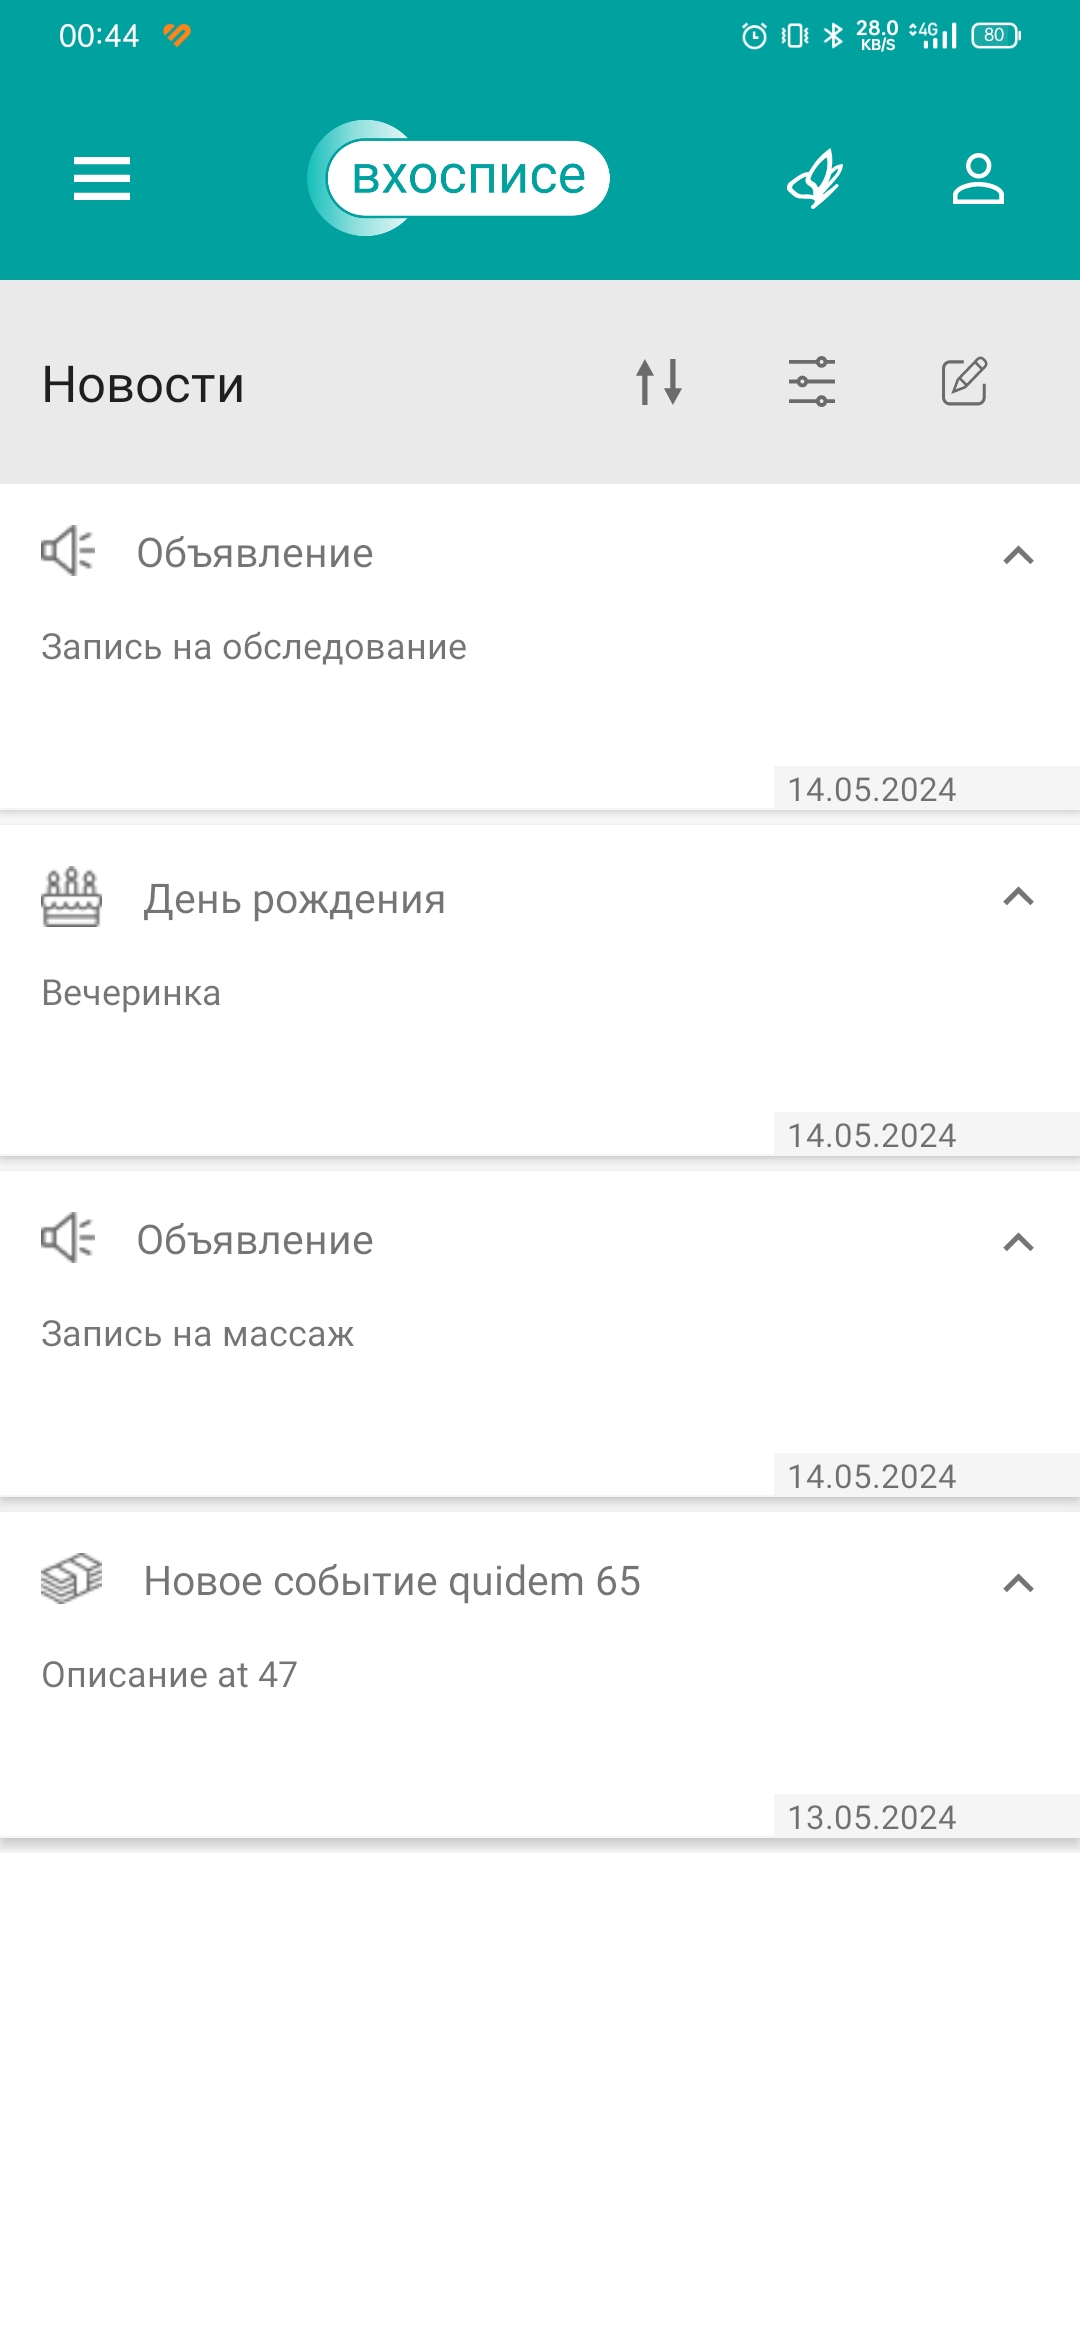 00:44
28.0
KB/S
4G
80
вхосписе
Новости
Объявление
Запись на обследование
14.05.2024
День рождения
Вечеринка
14.05.2024
Объявление
Запись на массаж
14.05.2024
Новое событие quidem 65
Описание at 47
13.05.2024